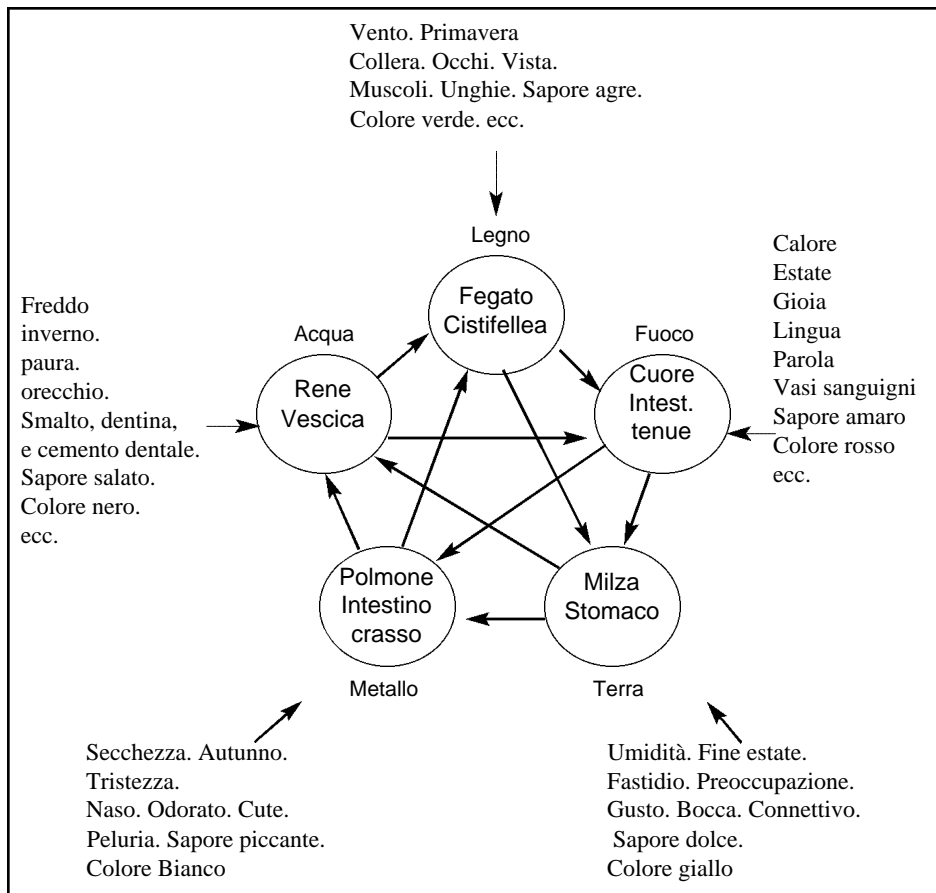 Vento. Primavera
Collera. Occhi. Vista.
Muscoli. Unghie. Sapore agre.
Colore verde. ecc.
Legno
Fegato
Cistifellea
Calore
Estate
Gioia
Lingua
Parola
Vasi sanguigni
Sapore amaro
Colore rosso
ecc.
Freddo
inverno.
paura.
orecchio.
Smalto, dentina,
e cemento dentale.
Sapore salato.
Colore nero.
ecc.
Acqua
Rene
Vescica
Fuoco
Cuore
Intest.
tenue
Polmone
Intestino
crasso
Metallo
Milza
Stomaco
Terra
Secchezza. Autunno.
Tristezza.
Naso. Odorato. Cute.
Peluria. Sapore piccante.
Colore Bianco
Umidità. Fine estate.
Fastidio. Preoccupazione.
Gusto. Bocca. Connettivo.
Sapore dolce.
Colore giallo